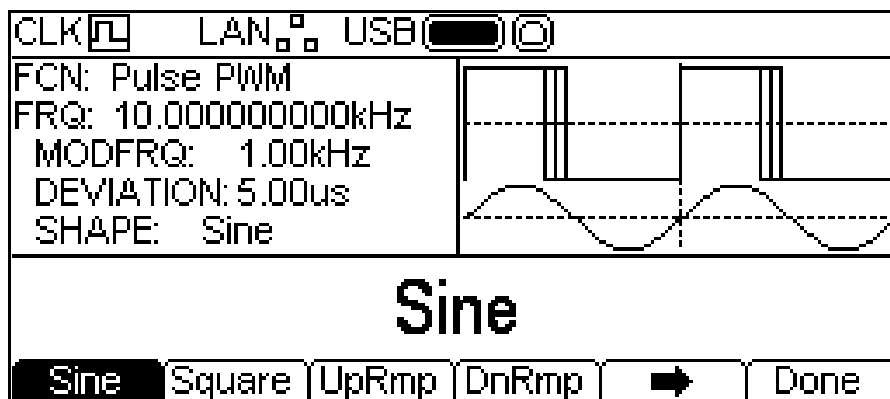 CLK LAN USB
FCN: Pulse PWM
FRQ: 10.000000000kHz
MODFRQ: 1.00kHz
DEVIATION: 5.00us
SHAPE: Sine
Sine
Sine Square UpRmp DnRmp Done